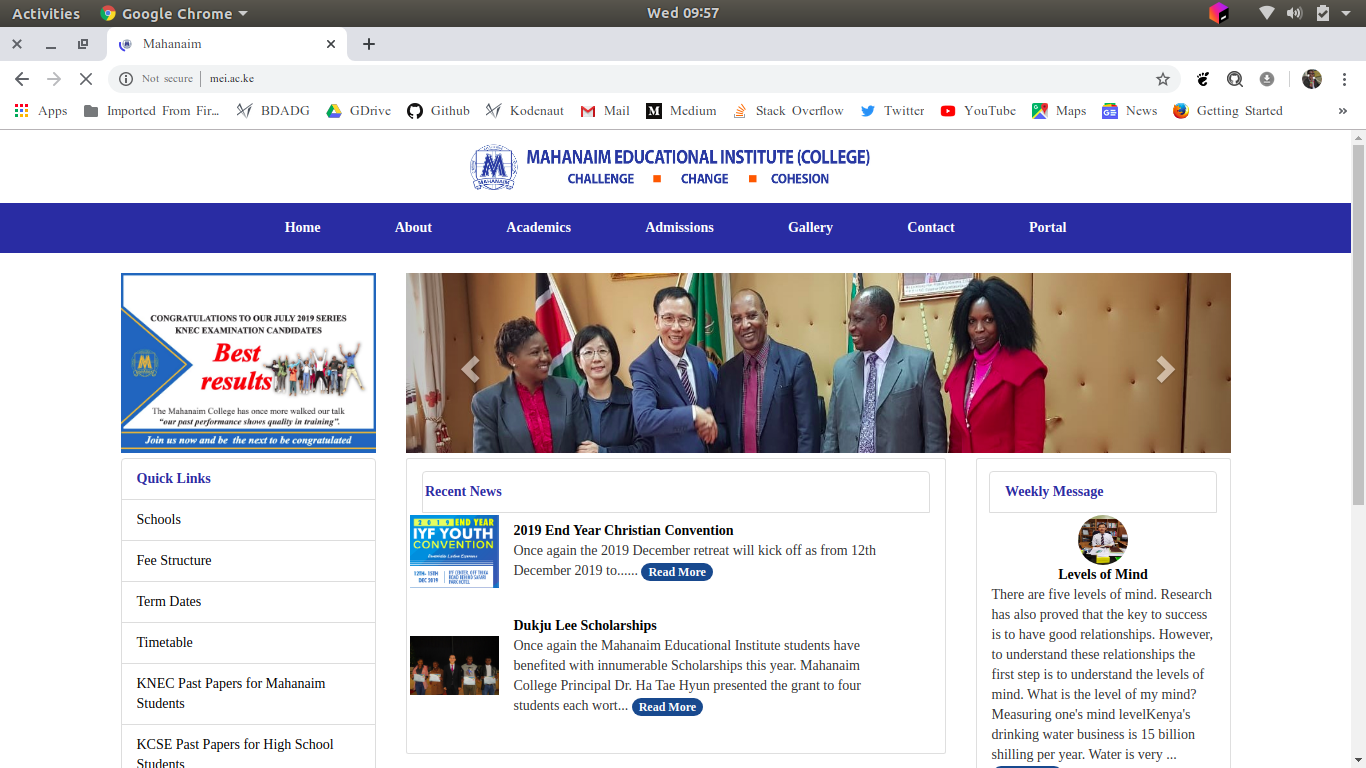 Activities
Google Chrome
Wed 09:57
Mahanaim
Not secure
mei.ac.ke
Apps
Imported From Fir...
BDADG
GDrive
Github
Kodenaut
Mail
Medium
Stack Overflow
Twitter
YouTube
Maps
News
Getting Started
»
MAHANAIM
MAHANAIM EDUCATIONAL INSTITUTE (COLLEGE)
CHALLENGE ■ CHANGE ■ COHESION
Home
About
Academics
Admissions
Gallery
Contact
Portal
CONGRATULATIONS TO OUR JULY 2019 SERIES
KNEC EXAMINATION CANDIDATES
Best
results
The Mahanaim College has once more walked our talk
“our past performance shows quality in training”.
Join us now and be the next to be congratulated
Quick Links
Schools
Fee Structure
Term Dates
Timetable
KNEC Past Papers for Mahanaim
Students
KCSE Past Papers for High School
Students
Recent News
2019 END YEAR
IYF YOUTH
CONVENTION
12TH- 15TH
DEC 2019
2019 End Year Christian Convention
Once again the 2019 December retreat will kick off as from 12th
December 2019 to...... Read More
Dukju Lee Scholarships
Once again the Mahanaim Educational Institute students have
benefited with innumerable Scholarships this year. Mahanaim
College Principal Dr. Ha Tae Hyun presented the grant to four
students each wort... Read More
Weekly Message
Levels of Mind
There are five levels of mind. Research
has also proved that the key to success
is to have good relationships. However,
to understand these relationships the
first step is to understand the levels of
mind. What is the level of my mind?
Measuring one's mind levelKenya's
drinking water business is 15 billion
shilling per year. Water is very ...